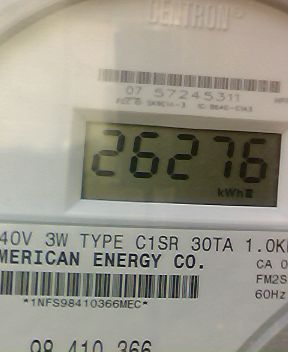 CENTRON®
07 57245311
26276
kWh
40V 3W TYPE C1SR 30TA 1.0K
MERICAN ENERGY CO.
CA 0
FM2S
60Hz
*1NFS98410366MEC*
98 410 366